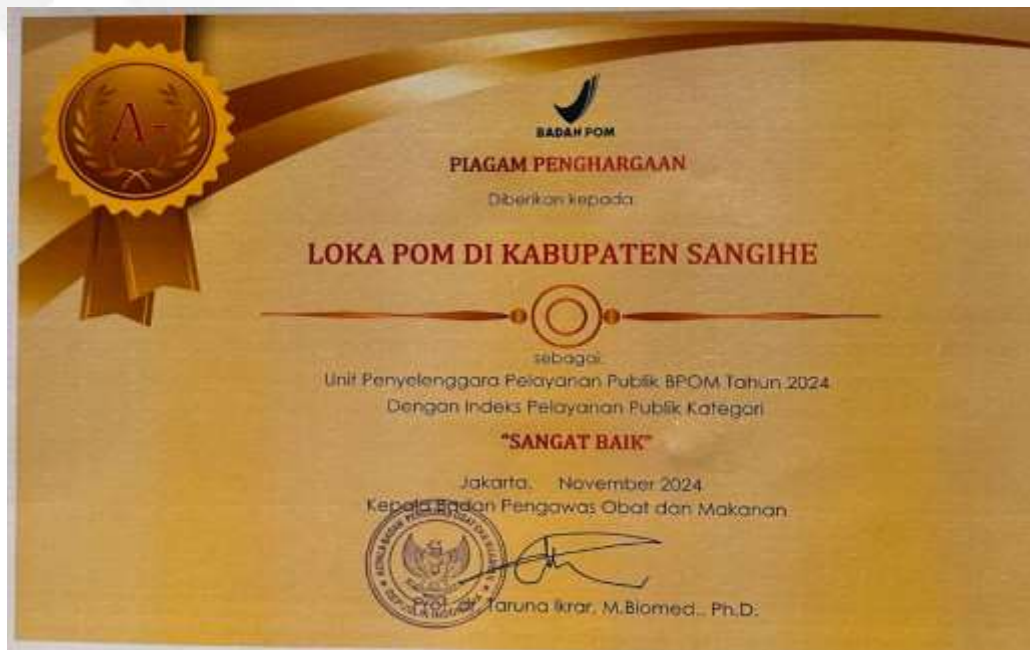 A-
BADAN POM
PIAGAM PENGHARGAAN
Diberikan kepada:
LOKA POM DI KABUPATEN SANGIHE
sebagai:
Unit Penyelenggara Pelayanan Publik BPOM Tahun 2024
Dengan Indeks Pelayanan Publik Kategori
"SANGAT BAIK"
Jakarta, November 2024
Kepala Badan Pengawas Obat dan Makanan
Prof. dr. Taruna Ikrar, M.Biomed., Ph.D.